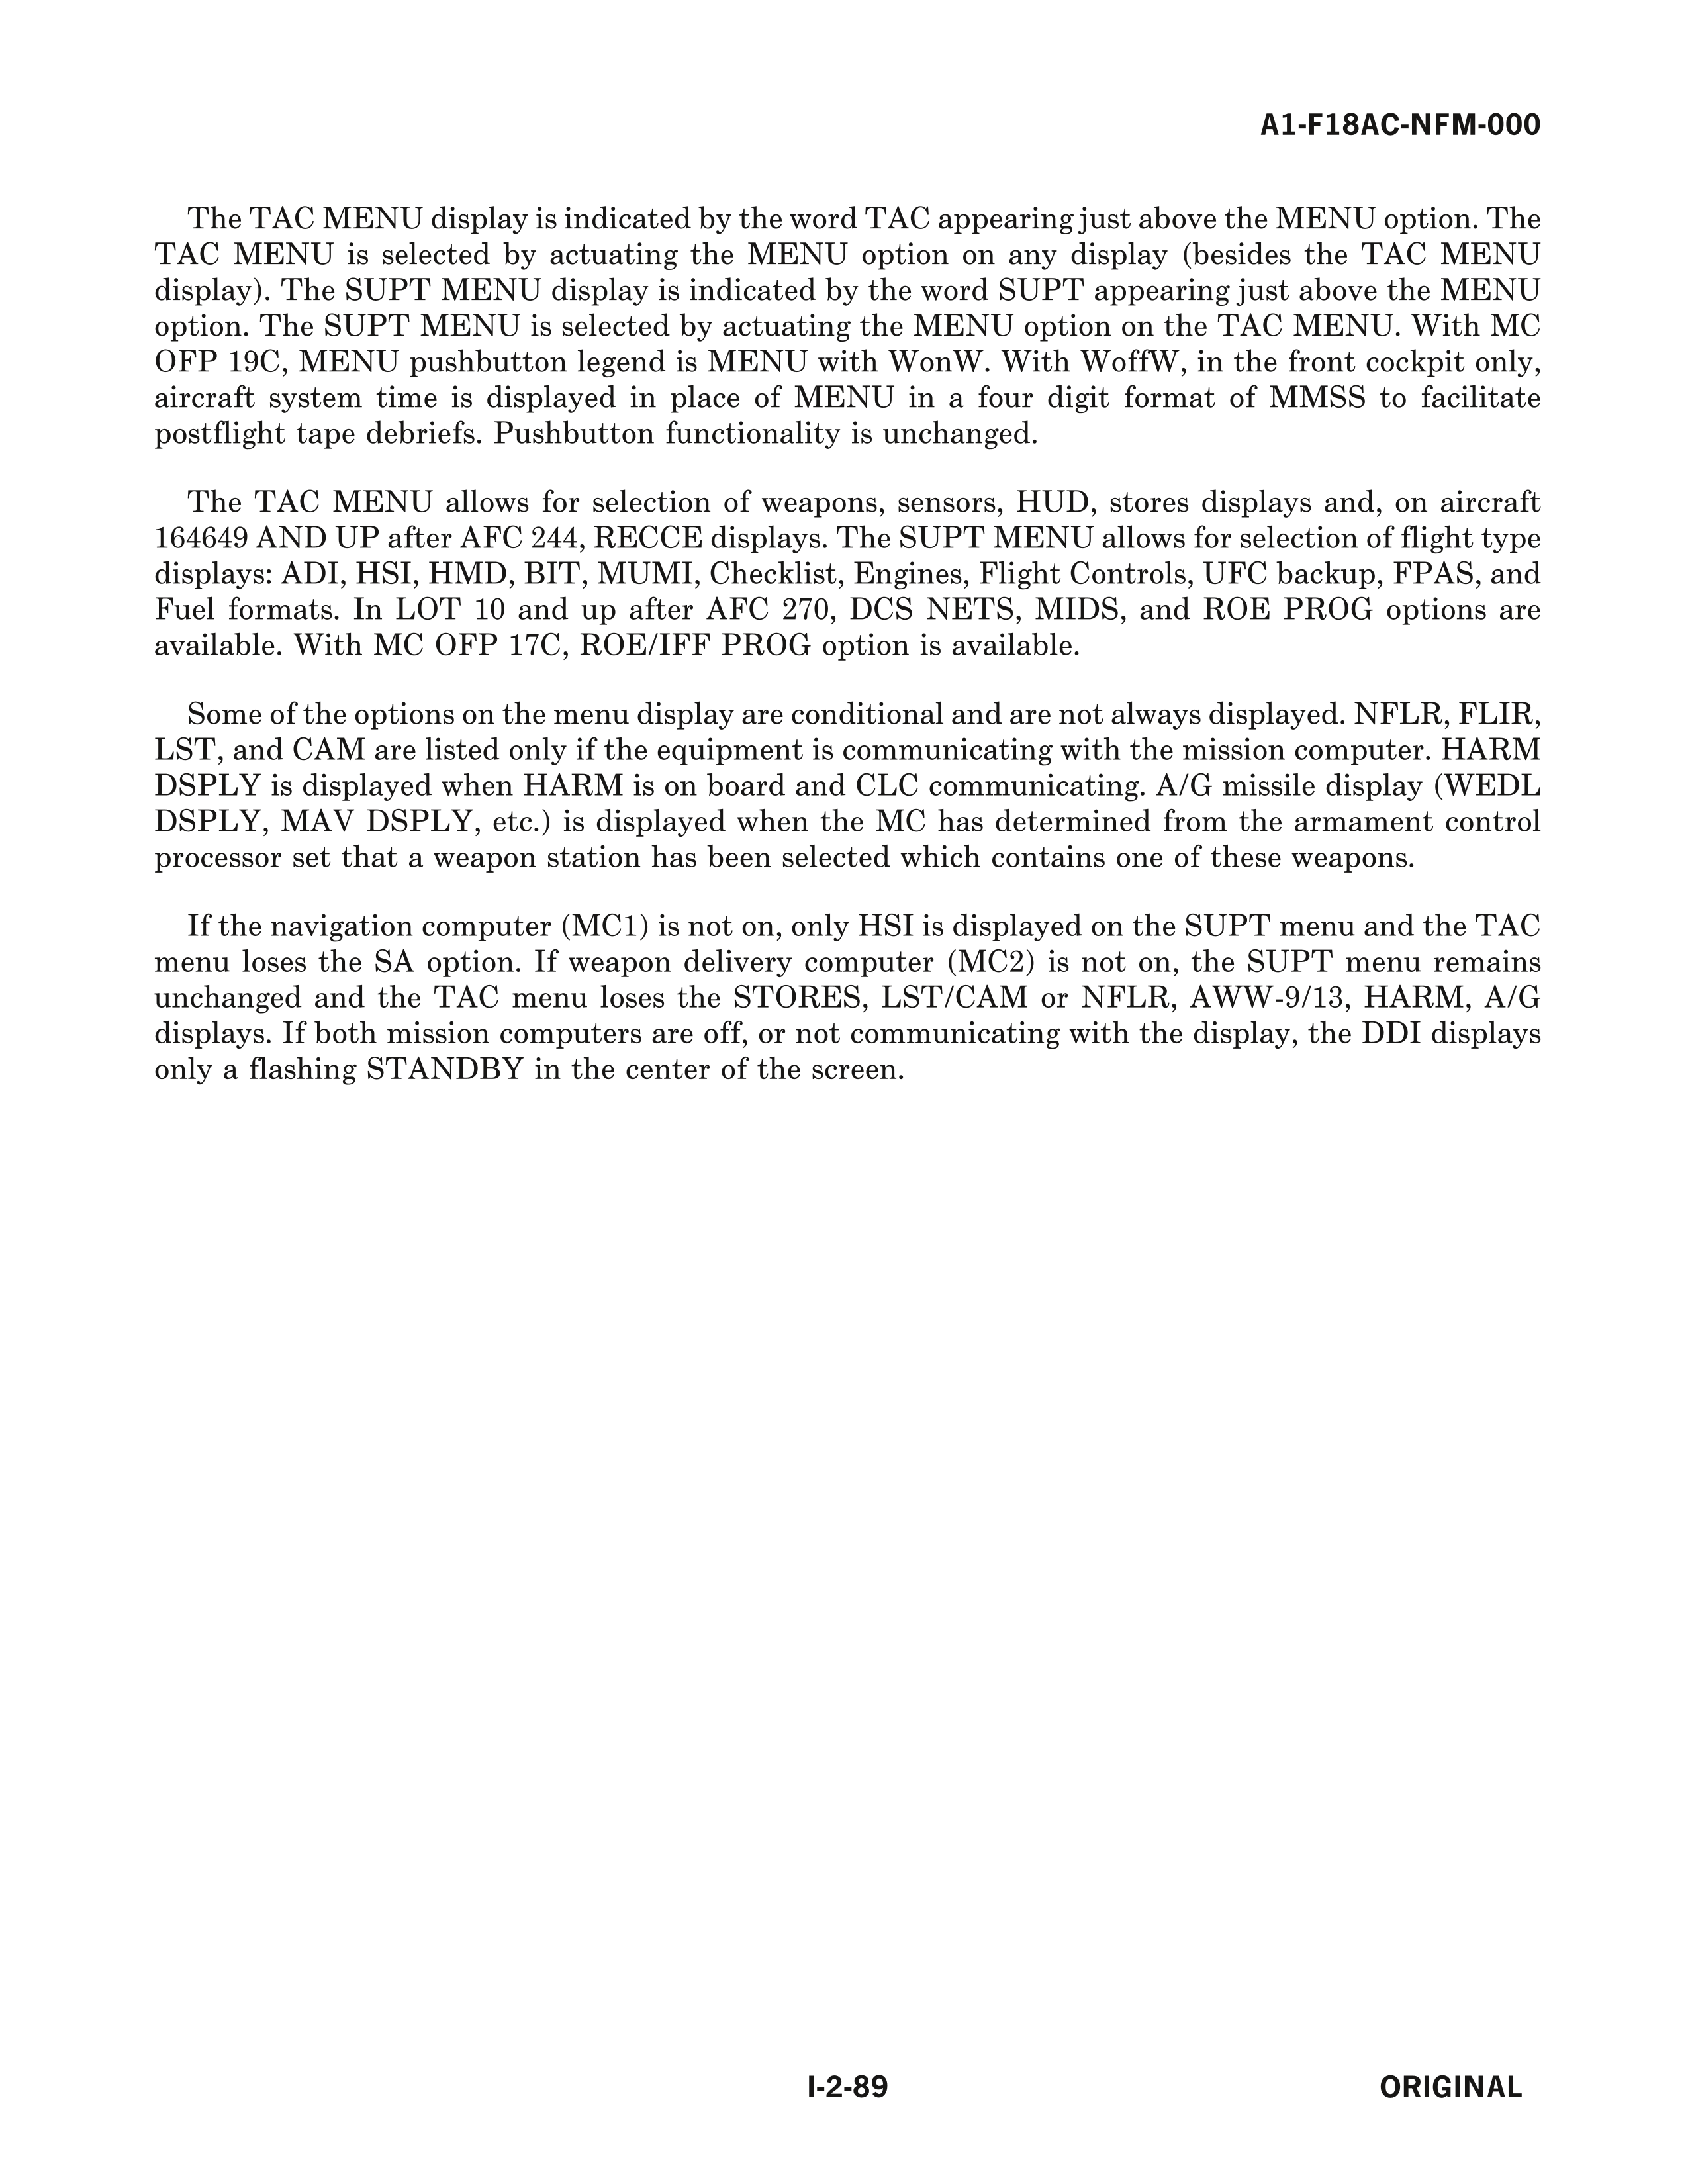 A1-F18AC-NFM-000
The TAC MENU display is indicated by the word TAC appearing just above the MENU option. The
TAC MENU is selected by actuating the MENU option on any display (besides the TAC MENU
display). The SUPT MENU display is indicated by the word SUPT appearing just above the MENU
option. The SUPT MENU is selected by actuating the MENU option on the TAC MENU. With MC
OFP 19C, MENU pushbutton legend is MENU with WonW. With WoffW, in the front cockpit only,
aircraft system time is displayed in place of MENU in a four digit format of MMSS to facilitate
postflight tape debriefs. Pushbutton functionality is unchanged.
The TAC MENU allows for selection of weapons, sensors, HUD, stores displays and, on aircraft
164649 AND UP after AFC 244, RECCE displays. The SUPT MENU allows for selection of flight type
displays: ADI, HSI, HMD, BIT, MUMI, Checklist, Engines, Flight Controls, UFC backup, FPAS, and
Fuel formats. In LOT 10 and up after AFC 270, DCS NETS, MIDS, and ROE PROG options are
available. With MC OFP 17C, ROE/IFF PROG option is available.
Some of the options on the menu display are conditional and are not always displayed. NFLR, FLIR,
LST, and CAM are listed only if the equipment is communicating with the mission computer. HARM
DSPLY is displayed when HARM is on board and CLC communicating. A/G missile display (WEDL
DSPLY, MAV DSPLY, etc.) is displayed when the MC has determined from the armament control
processor set that a weapon station has been selected which contains one of these weapons.
If the navigation computer (MC1) is not on, only HSI is displayed on the SUPT menu and the TAC
menu loses the SA option. If weapon delivery computer (MC2) is not on, the SUPT menu remains
unchanged and the TAC menu loses the STORES, LST/CAM or NFLR, AWW-9/13, HARM, A/G
displays. If both mission computers are off, or not communicating with the display, the DDI displays
only a flashing STANDBY in the center of the screen.
I-2-89
ORIGINAL